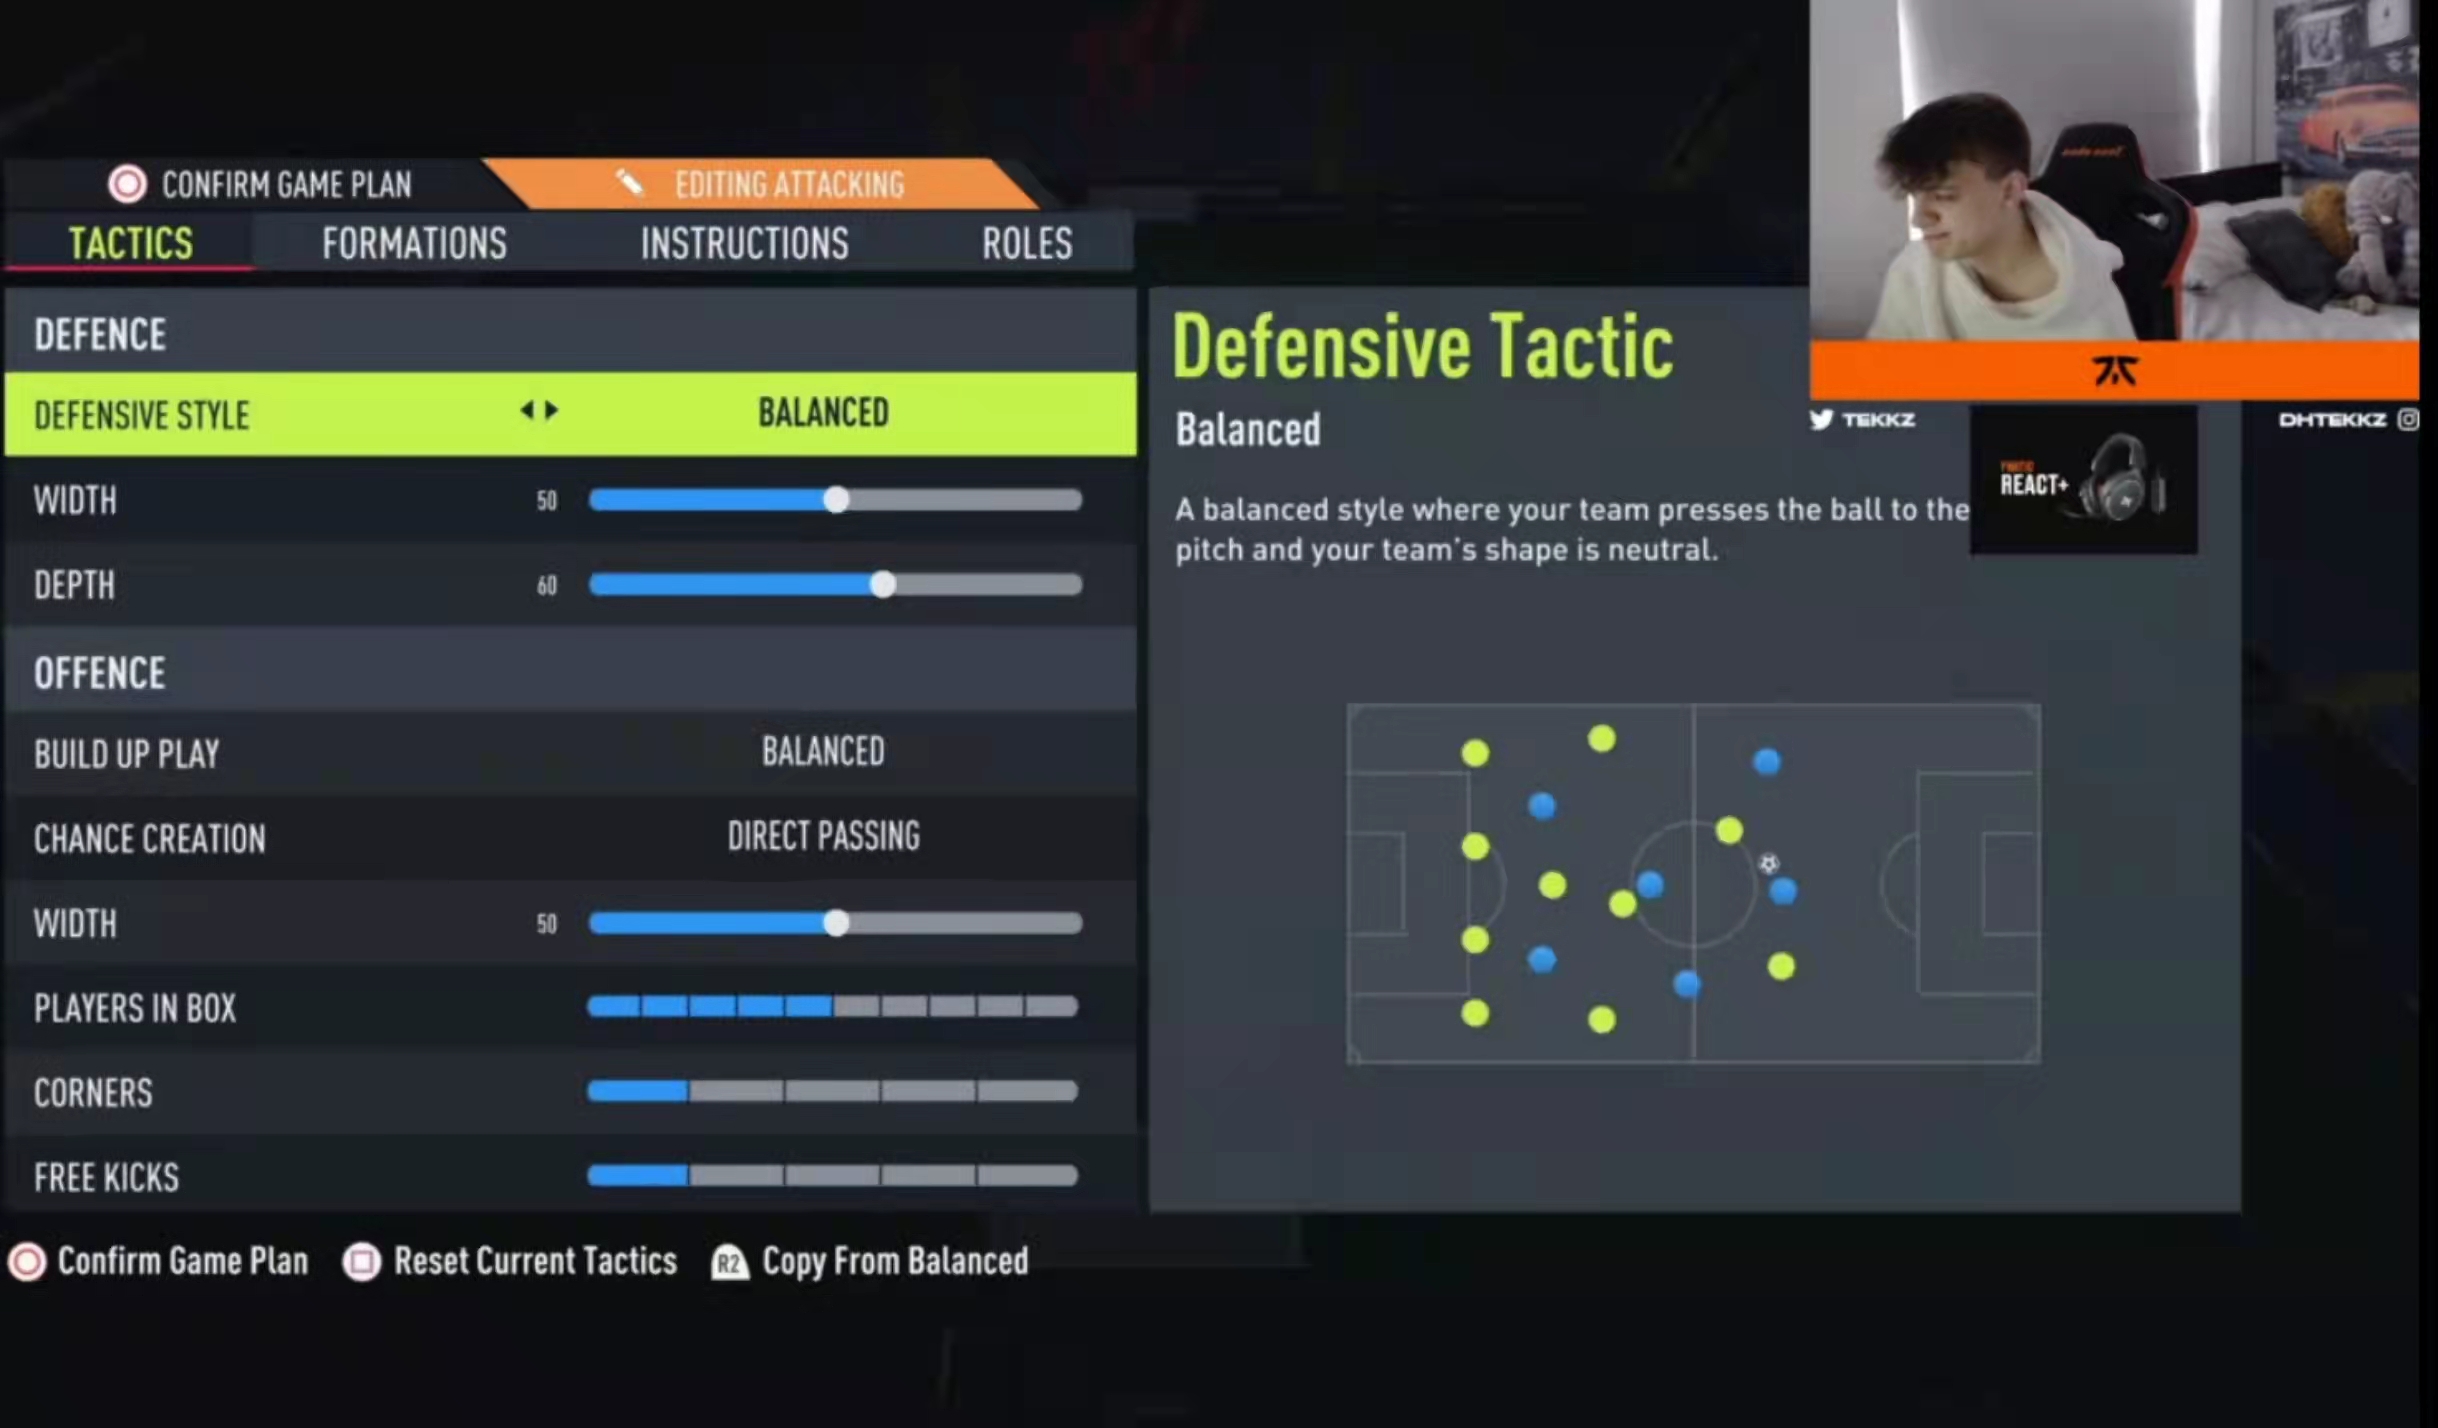 CONFIRM GAME PLAN
EDITING ATTACKING
TACTICS FORMATIONS INSTRUCTIONS ROLES
DEFENCE
DEFENSIVE STYLE BALANCED
WIDTH 50
DEPTH 60
OFFENCE
BUILD UP PLAY BALANCED
CHANCE CREATION DIRECT PASSING
WIDTH 50
PLAYERS IN BOX
CORNERS
FREE KICKS
Defensive Tactic
Balanced
A balanced style where your team presses the ball to the
pitch and your team's shape is neutral.
TEKKZ
FNATIC
REACT+
DHTEKKZ
Confirm Game Plan Reset Current Tactics R2 Copy From Balanced